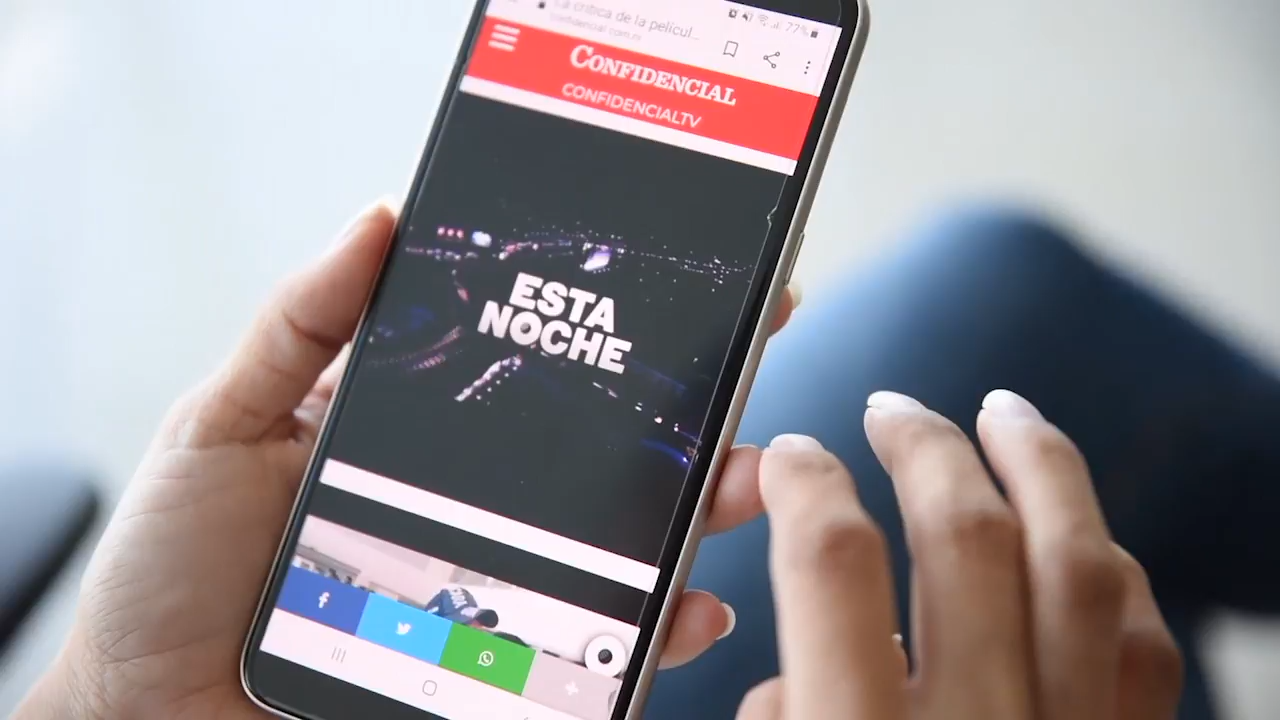 La crítica de la películ...
confidencial.com.ni
77%
CONFIDENCIAL
CONFIDENCIALTV
ESTA
NOCHE